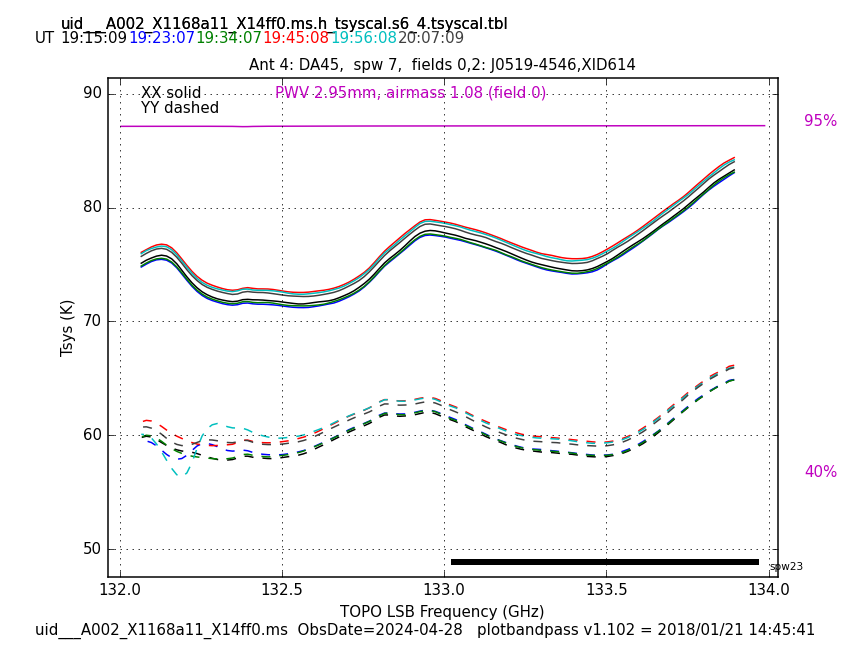 uid___A002_X1168a11_X14ff0.ms.h_tsyscal.s6_4.tsyscal.tbl
UT 19:15:09 19:23:07 19:34:07 19:45:08 19:56:08 20:07:09
Ant 4: DA45,  spw 7,  fields 0,2: J0519-4546,XID614
XX solid
PWV 2.95mm, airmass 1.08 (field 0)
YY dashed
90
80
70
60
50
95%
40%
Tsys (K)
spw23
132.0 132.5 133.0 133.5 134.0
TOPO LSB Frequency (GHz)
uid___A002_X1168a11_X14ff0.ms  ObsDate=2024-04-28   plotbandpass v1.102 = 2018/01/21 14:45:41